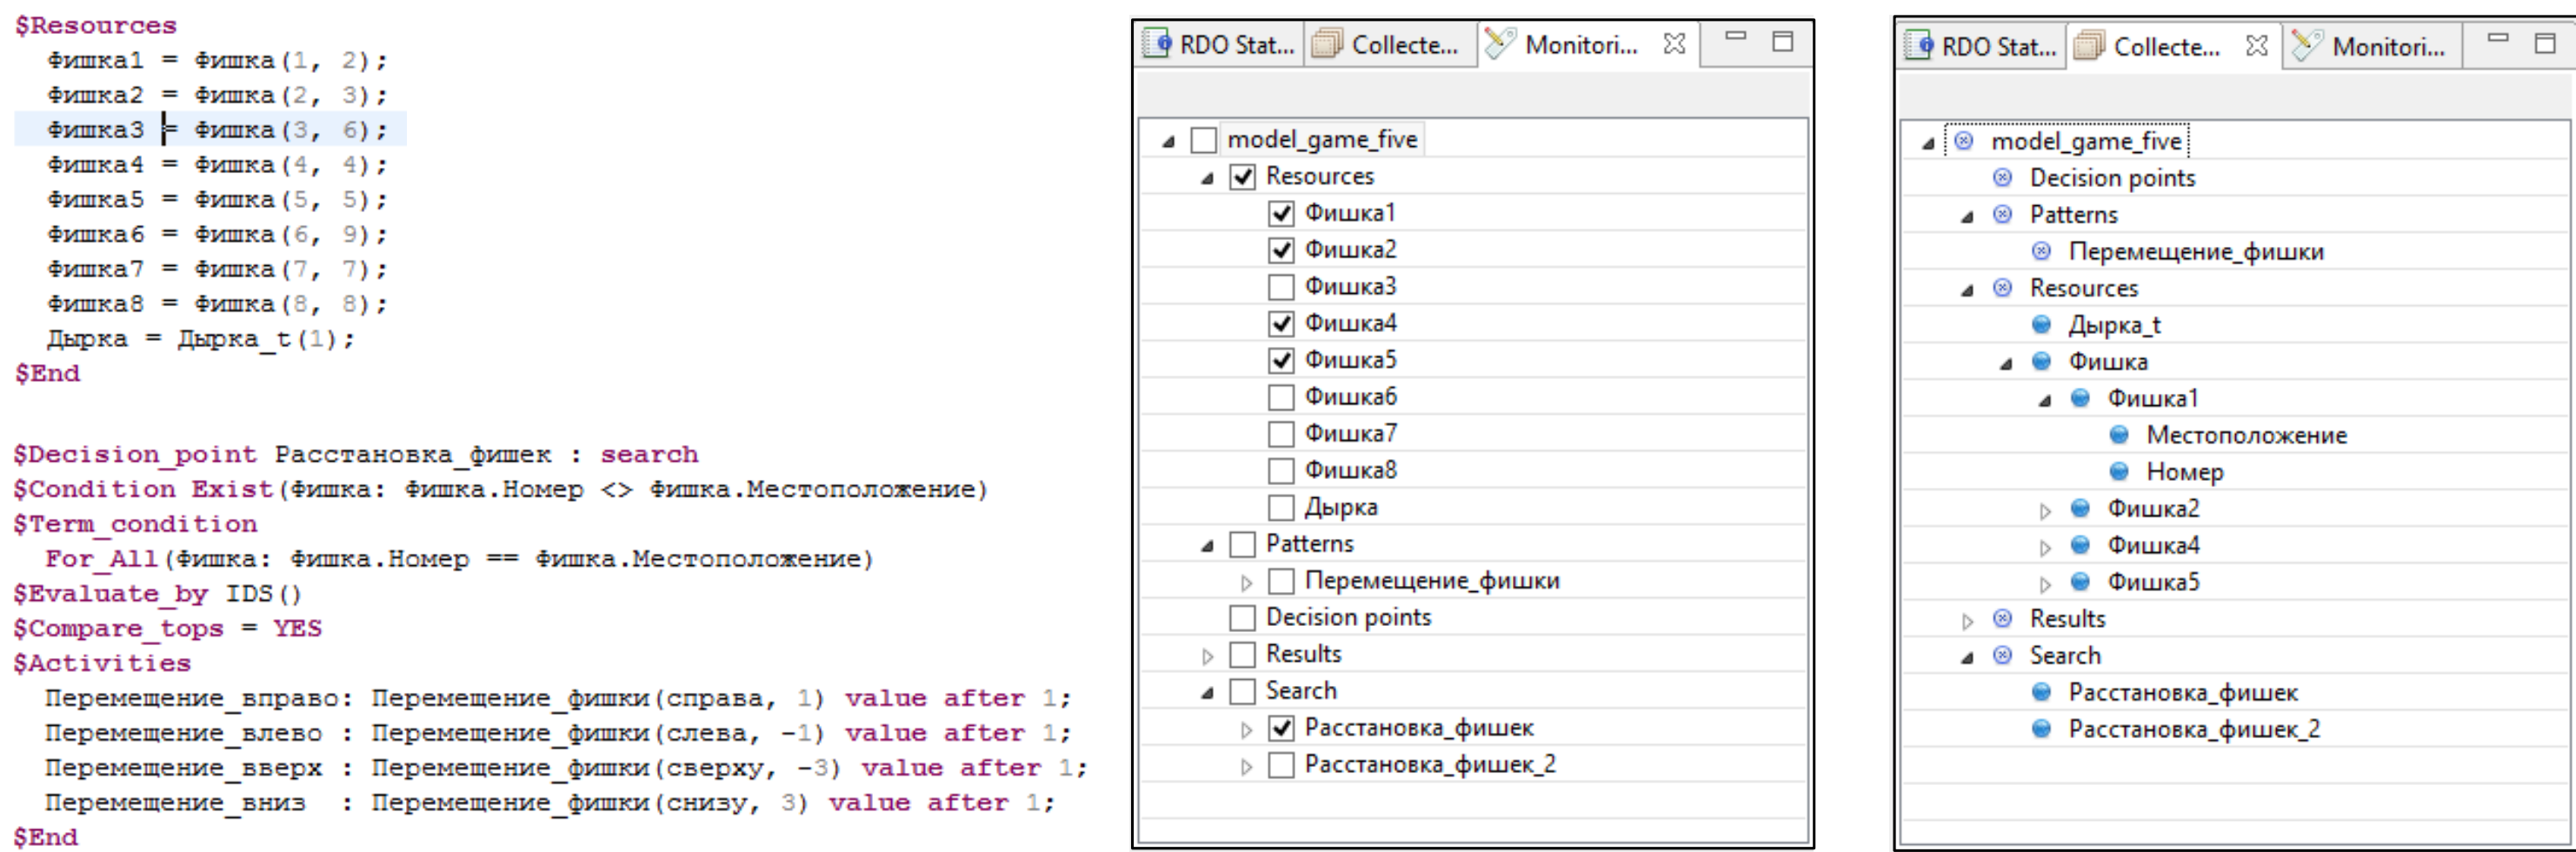 $Resources
Фишка1 = Фишка(1, 2);
Фишка2 = Фишка(2, 3);
Фишка3 = Фишка(3, 6);
Фишка4 = Фишка(4, 4);
Фишка5 = Фишка(5, 5);
Фишка6 = Фишка(6, 9);
Фишка7 = Фишка(7, 7);
Фишка8 = Фишка(8, 8);
Дырка = Дырка_t(1);
$End
$Decision_point Расстановка_фишек : search
$Condition Exist(Фишка: Фишка.Номер <> Фишка.Местоположение)
$Term_condition
For_All(Фишка: Фишка.Номер == Фишка.Местоположение)
$Evaluate_by IDS()
$Compare_tops = YES
$Activities
Перемещение_вправо: Перемещение_фишки(справа, 1) value after 1;
Перемещение_влево : Перемещение_фишки(слева, -1) value after 1;
Перемещение_вверх : Перемещение_фишки(сверху, -3) value after 1;
Перемещение_вниз : Перемещение_фишки(снизу, 3) value after 1;
$End
RDO Stat... Collecte... Monitori...
model_game_five
Resources
Фишка1
Фишка2
Фишка3
Фишка4
Фишка5
Фишка6
Фишка7
Фишка8
Дырка
Patterns
Перемещение_фишки
Decision points
Results
Search
Расстановка_фишек
Расстановка_фишек_2
RDO Stat... Collecte... Monitori...
model_game_five
Decision points
Patterns
Перемещение_фишки
Resources
Дырка_t
Фишка
Фишка1
Местоположение
Номер
Фишка2
Фишка4
Фишка5
Results
Search
Расстановка_фишек
Расстановка_фишек_2